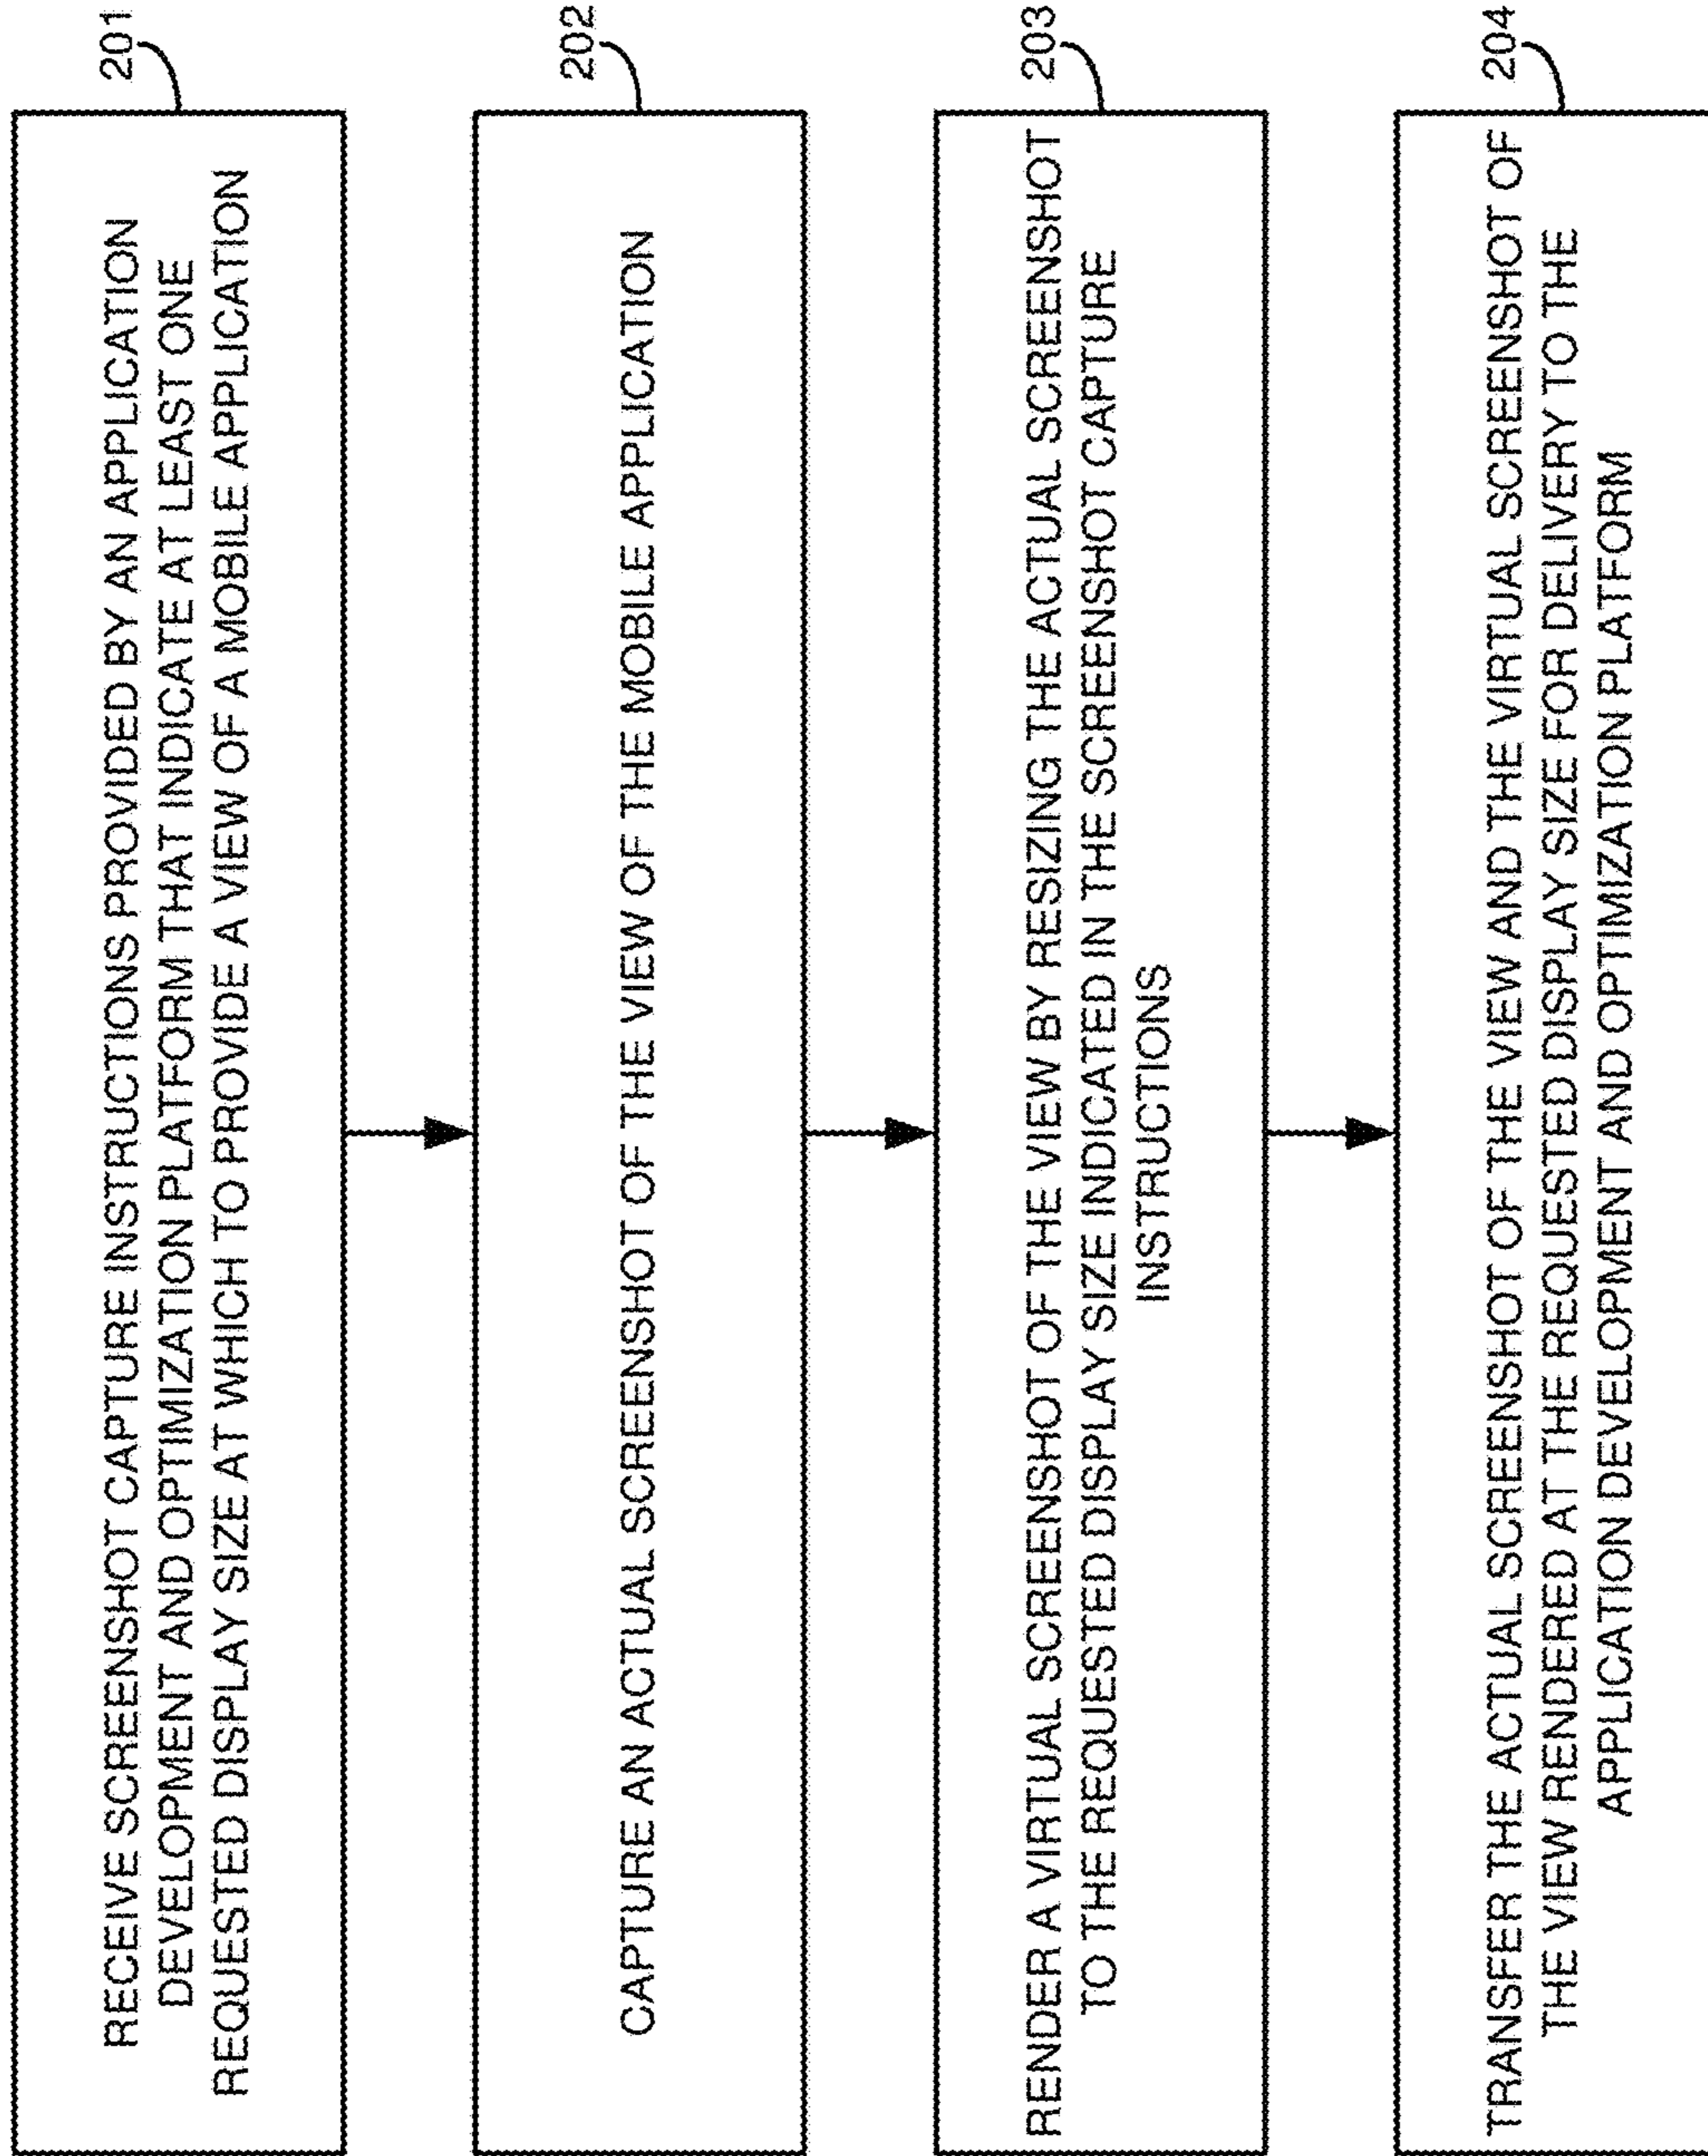 RECEIVE SCREENSHOT CAPTURE INSTRUCTIONS PROVIDED BY AN APPLICATION
DEVELOPMENT AND OPTIMIZATION PLATFORM THAT INDICATE AT LEAST ONE
REQUESTED DISPLAY SIZE AT WHICH TO PROVIDE A VIEW OF A MOBILE APPLICATION
201
CAPTURE AN ACTUAL SCREENSHOT OF THE VIEW OF THE MOBILE APPLICATION
202
RENDER A VIRTUAL SCREENSHOT OF THE VIEW BY RESIZING THE ACTUAL SCREENSHOT
TO THE REQUESTED DISPLAY SIZE INDICATED IN THE SCREENSHOT CAPTURE
INSTRUCTIONS
203
TRANSFER THE ACTUAL SCREENSHOT OF THE VIEW AND THE VIRTUAL SCREENSHOT OF
THE VIEW RENDERED AT THE REQUESTED DISPLAY SIZE FOR DELIVERY TO THE
APPLICATION DEVELOPMENT AND OPTIMIZATION PLATFORM
204